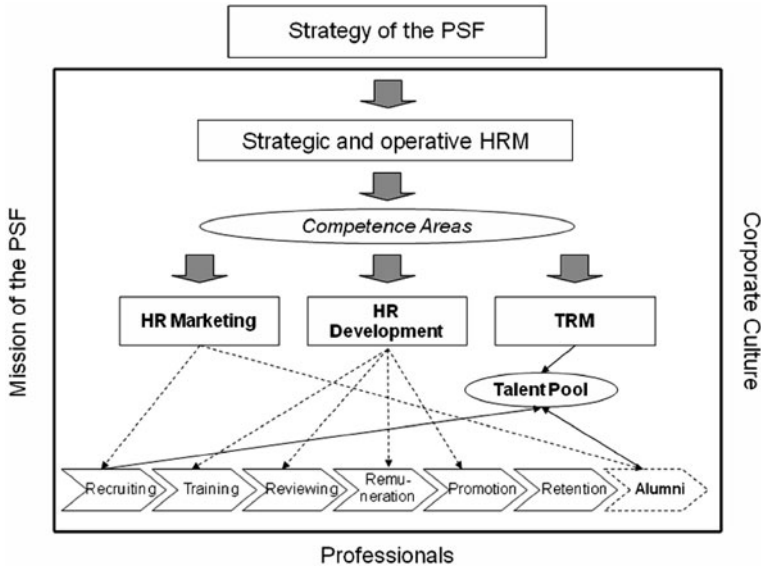 Strategy of the PSF
Mission of the PSF
Corporate Culture
Strategic and operative HRM
Competence Areas
HR Marketing
HR
Development
TRM
Talent Pool
Recruiting
Training
Reviewing
Remu-
neration
Promotion
Retention
Alumni
Professionals